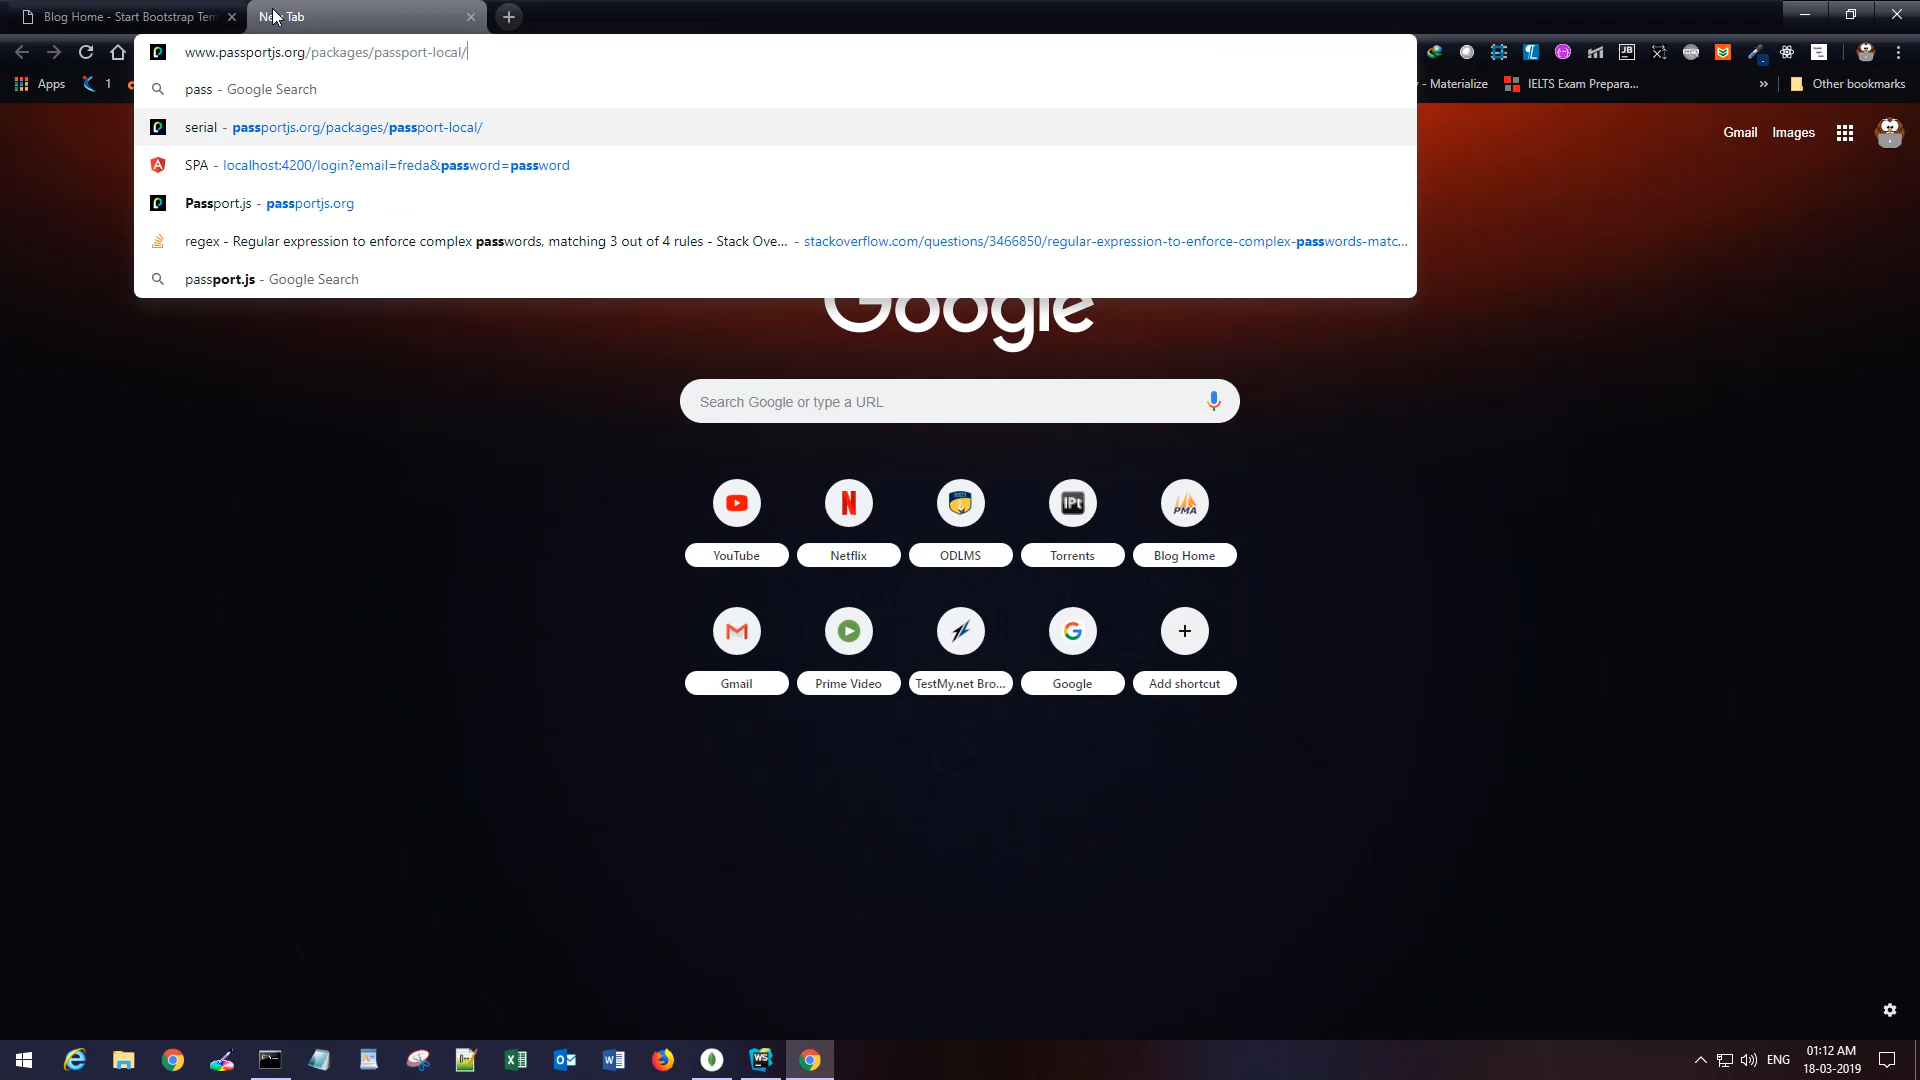 Blog Home - Start Bootstrap Tem
New Tab
www.passportjs.org/packages/passport-local/
pass - Google Search
serial - passportjs.org/packages/passport-local/
SPA - localhost:4200/login?email=freda&password=password
Passport.js - passportjs.org
regex - Regular expression to enforce complex passwords, matching 3 out of 4 rules - Stack Ove... - stackoverflow.com/questions/3466850/regular-expression-to-enforce-complex-passwords-matc...
passport.js - Google Search
Apps
1
- Materialize
IELTS Exam Prepara...
»
Other bookmarks
Gmail
Images
Google
Search Google or type a URL
YouTube
Netflix
ODLMS
Torrents
Blog Home
Gmail
Prime Video
TestMy.net Bro...
Google
Add shortcut
ENG
01:12 AM
18-03-2019